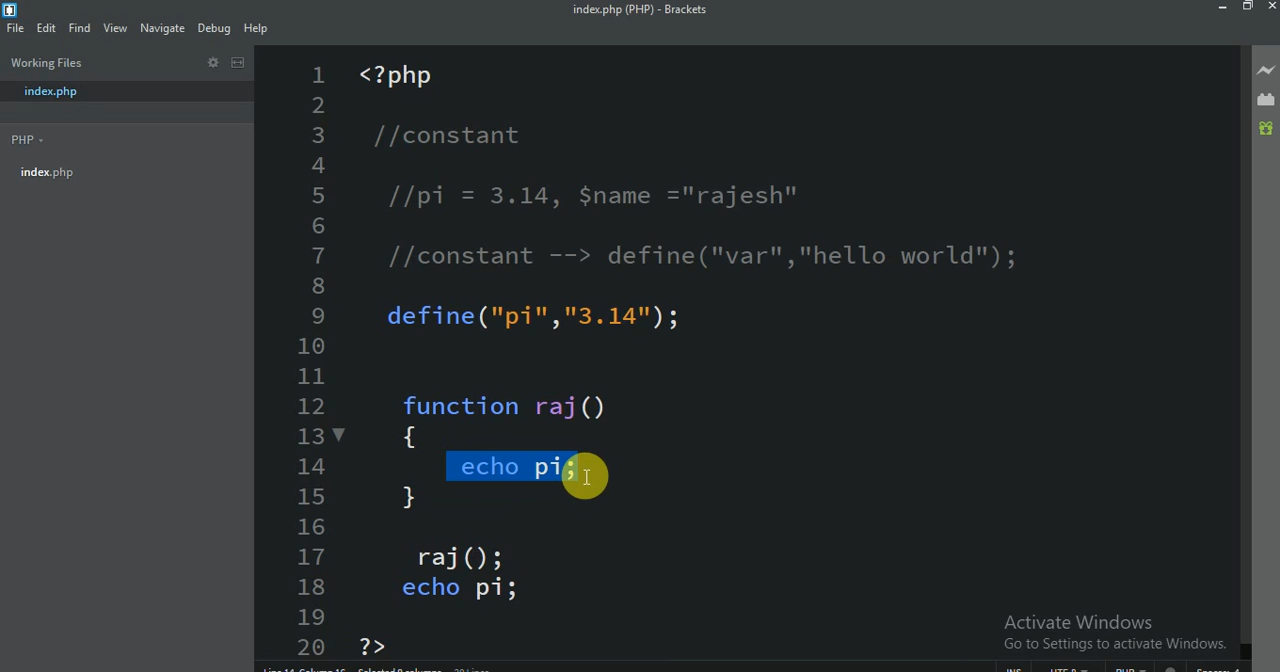 index.php (PHP) - Brackets
File Edit Find View Navigate Debug Help
Working Files
index.php
PHP
index.php
1 <?php
2
3 //constant
4
5 //pi = 3.14, $name ="rajesh"
6
7 //constant --> define("var","hello world");
8
9 define("pi","3.14");
10
11
12 function raj()
13 {
14 echo pi;
15 }
16
17 raj();
18 echo pi;
19
20 ?>
Activate Windows
Go to Settings to activate Windows.